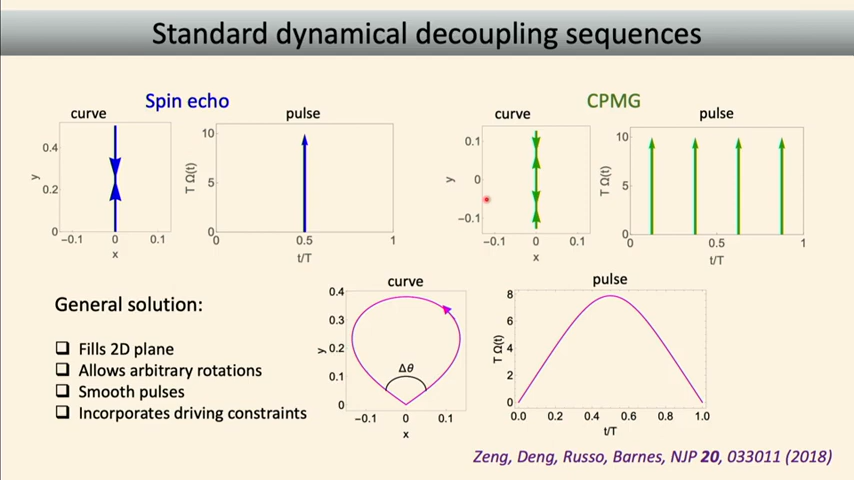 Standard dynamical decoupling sequences
Spin echo
CPMG
curve
pulse
curve
pulse
0.4
0.2
0
y
−0.1
0
0.1
x
10
5
0
T Ω(t)
0
0.5
1
t/T
0.1
0
−0.1
y
−0.1
0
0.1
x
10
5
0
T Ω(t)
0
0.5
1
t/T
General solution:
Fills 2D plane
Allows arbitrary rotations
Smooth pulses
Incorporates driving constraints
curve
0.4
0.3
0.2
0.1
0
y
Δθ
−0.1
0
0.1
x
pulse
8
6
4
2
0
T Ω(t)
0.0
0.2
0.4
0.6
0.8
1.0
t/T
Zeng, Deng, Russo, Barnes, NJP 20, 033011 (2018)